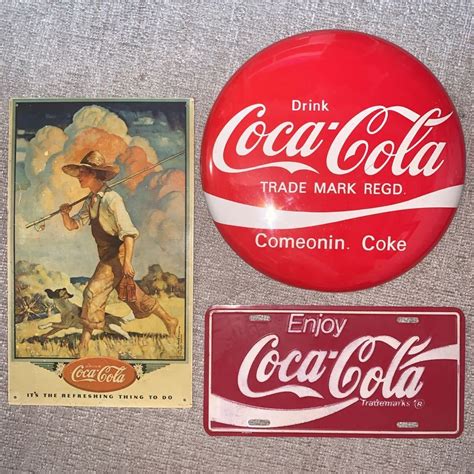 Coca-Cola
IT'S THE REFRESHING THING TO DO
Drink
Coca-Cola
TRADE MARK REGD.
Comeonin. Coke
Enjoy
Coca-Cola
Trademarks ®